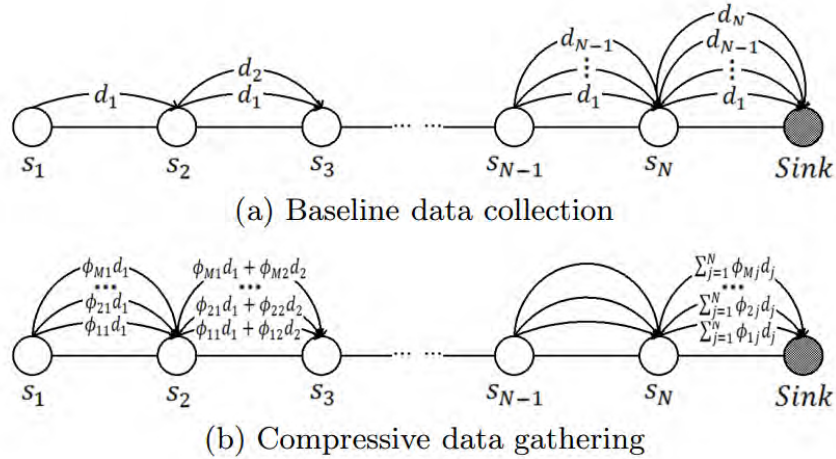 d_N
d_{N-1} d_{N-1}
d_2 ⋮ ⋮
d_1 d_1 d_1 d_1
... ...
s_1 s_2 s_3 s_{N-1} s_N Sink
(a) Baseline data collection
ϕ_{M1}d_1 ϕ_{M1}d_1 + ϕ_{M2}d_2 ∑_{j=1}^{N} ϕ_{Mj}d_j
... ... ...
ϕ_{21}d_1 ϕ_{21}d_1 + ϕ_{22}d_2 ∑_{j=1}^{N} ϕ_{2j}d_j
ϕ_{11}d_1 ϕ_{11}d_1 + ϕ_{12}d_2 ∑_{j=1}^{N} ϕ_{1j}d_j
... ...
s_1 s_2 s_3 s_{N-1} s_N Sink
(b) Compressive data gathering